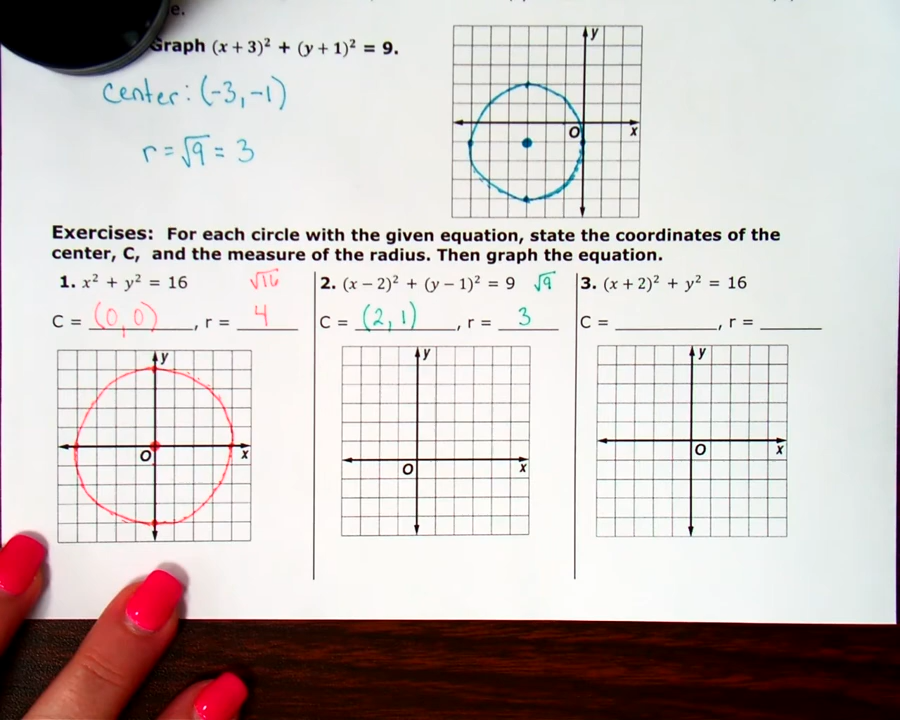 e.
Graph (x + 3)² + (y + 1)² = 9.
center: (-3, -1)
r = √9 = 3
y
O
x
Exercises: For each circle with the given equation, state the coordinates of the
center, C, and the measure of the radius. Then graph the equation.
1. x² + y² = 16 √16
C = (0, 0), r = 4
y
O
x
2. (x − 2)² + (y − 1)² = 9 √9
C = (2, 1), r = 3
y
O
x
3. (x + 2)² + y² = 16
C = ________, r = ______
y
O
x